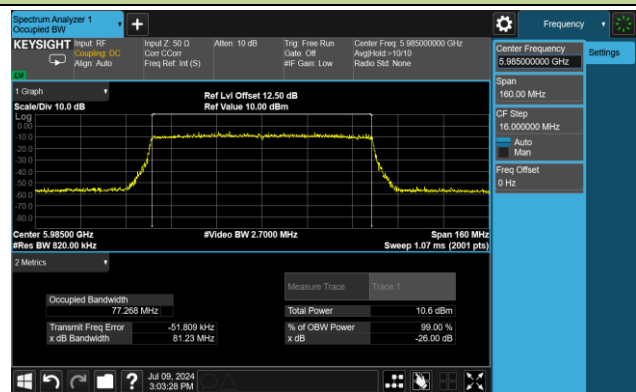 Spectrum Analyzer 1
Occupied BW
Frequency
KEYSIGHT
Input: RF
Coupling: DC
Align: Auto
Input Z: 50 Ω
Corr CCorr
Freq Ref: Int (S)
Atten: 10 dB
Trig: Free Run
Gate: Off
#IF Gain: Low
Center Freq: 5.985000000 GHz
Avg|Hold:>10/10
Radio Std: None
Center Frequency
5.985000000 GHz
Settings
Span
160.00 MHz
CF Step
16.000000 MHz
Auto
Man
Freq Offset
0 Hz
1 Graph
Scale/Div 10.0 dB
Ref Lvl Offset 12.50 dB
Ref Value 10.00 dBm
Log
0.00
-10.0
-20.0
-30.0
-40.0
-50.0
-60.0
-70.0
-80.0
Center 5.98500 GHz
#Res BW 820.00 kHz
#Video BW 2.7000 MHz
Span 160 MHz
Sweep 1.07 ms (2001 pts)
2 Metrics
Measure Trace
Trace 1
Occupied Bandwidth
77.268 MHz
Total Power
10.6 dBm
Transmit Freq Error
-51.809 kHz
% of OBW Power
99.00 %
x dB Bandwidth
81.23 MHz
x dB
-26.00 dB
?
Jul 09, 2024
3:03:28 PM